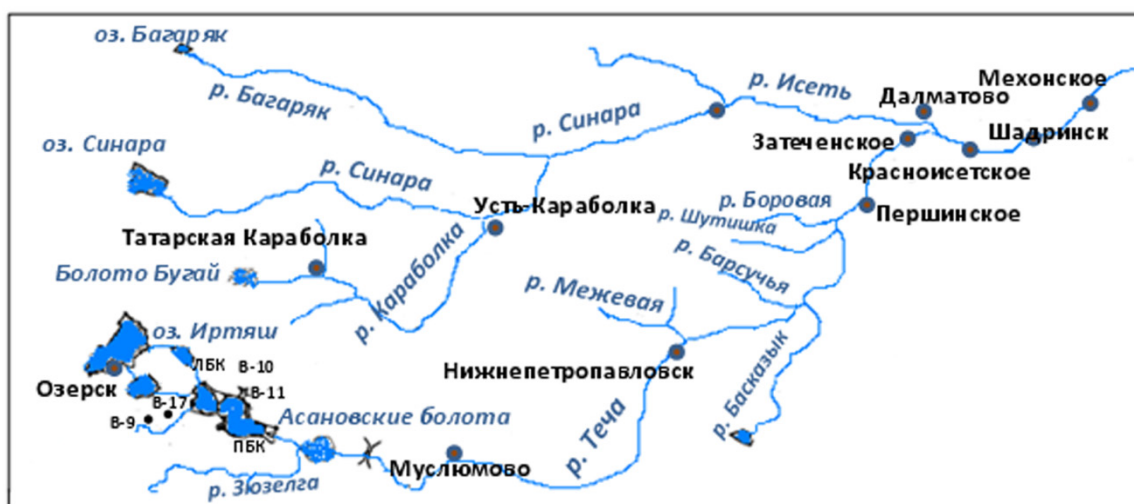 оз. Багаряк
р. Багаряк
р. Исеть
Мехонское
Далматово
р. Синара
Затеченское
Шадринск
оз. Синара
Красноисетское
р. Синара
р. Боровая
Усть-Караболка
р. Шутишка
Першинское
Татарская Караболка
р. Барсучья
Болото Бугай
р. Караболка
р. Межевая
оз. Иртяш
ЛБК
В-10
Озерск
Нижнепетропавловск
В-11
В-17
р. Басказык
В-9
Асановские болота
р. Теча
ПБК
Муслюмово
р. Зюзелга